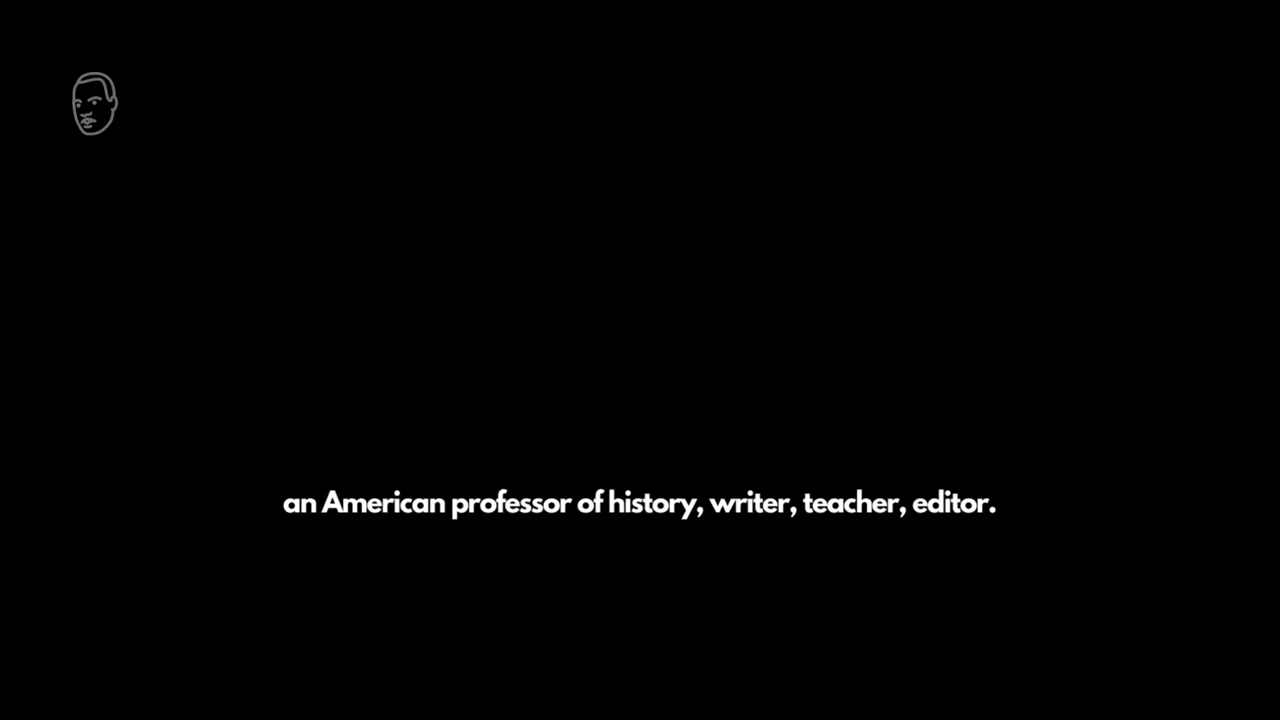 an American professor of history, writer, teacher, editor.